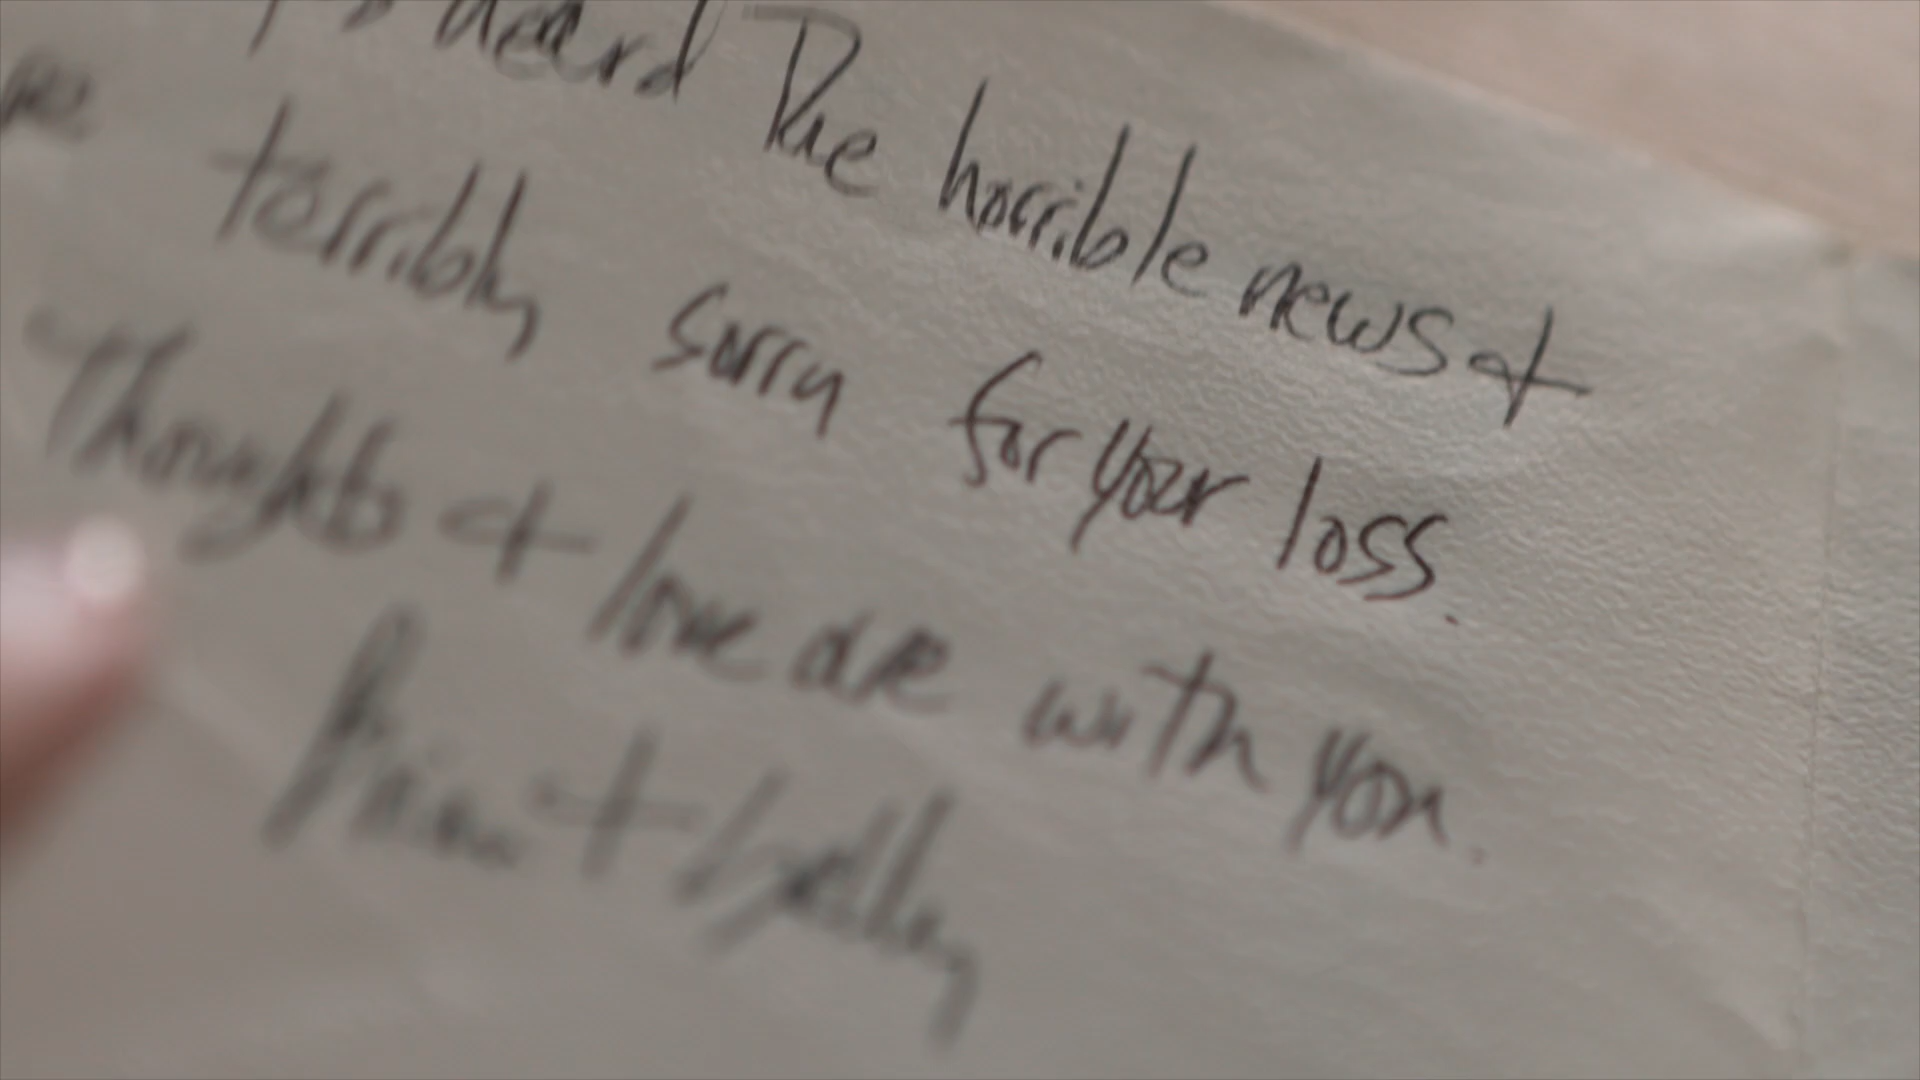 heard The horrible news &
terribly sorry for your loss.
Thoughts & love are with you.
&